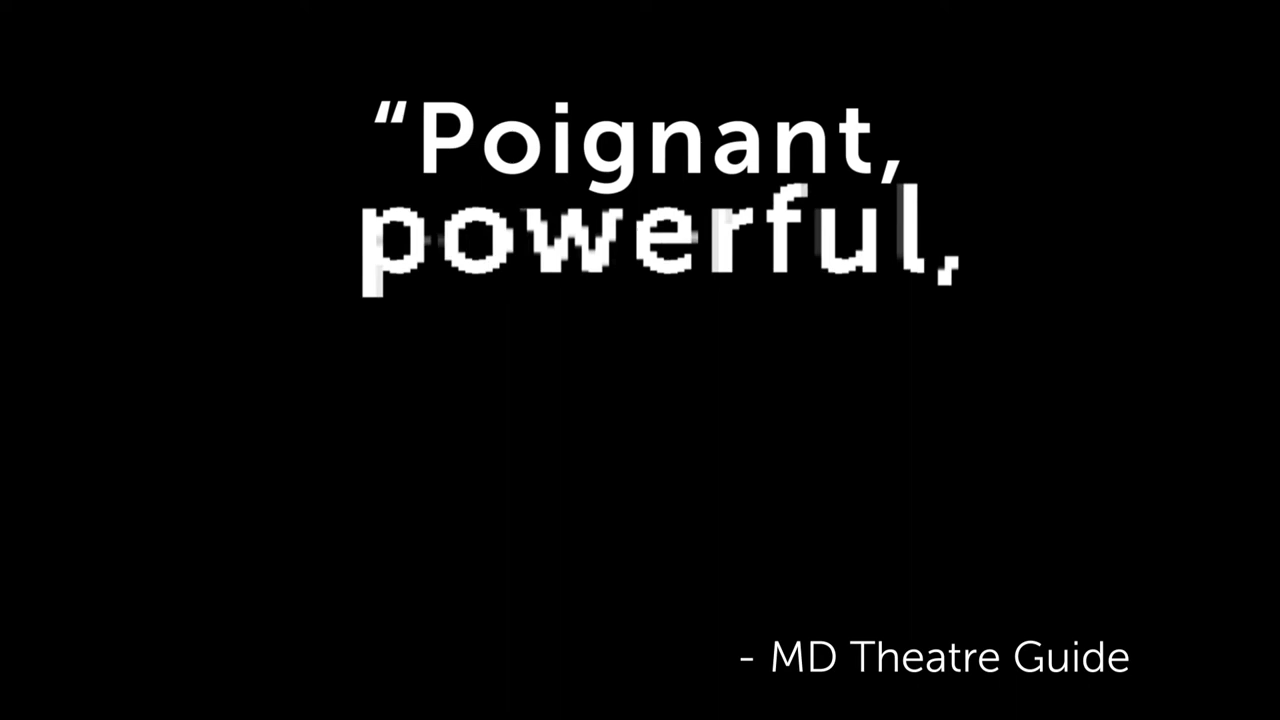 “Poignant,
powerful,
- MD Theatre Guide